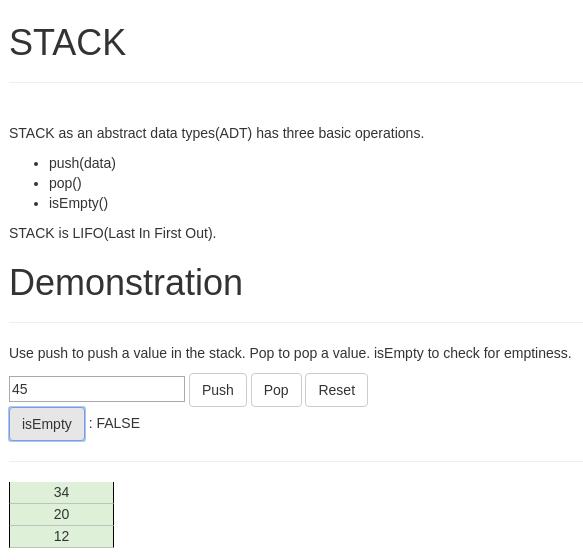 STACK
STACK as an abstract data types(ADT) has three basic operations.
• push(data)
• pop()
• isEmpty()
STACK is LIFO(Last In First Out).
Demonstration
Use push to push a value in the stack. Pop to pop a value. isEmpty to check for emptiness.
45 Push Pop Reset
isEmpty : FALSE
34
20
12